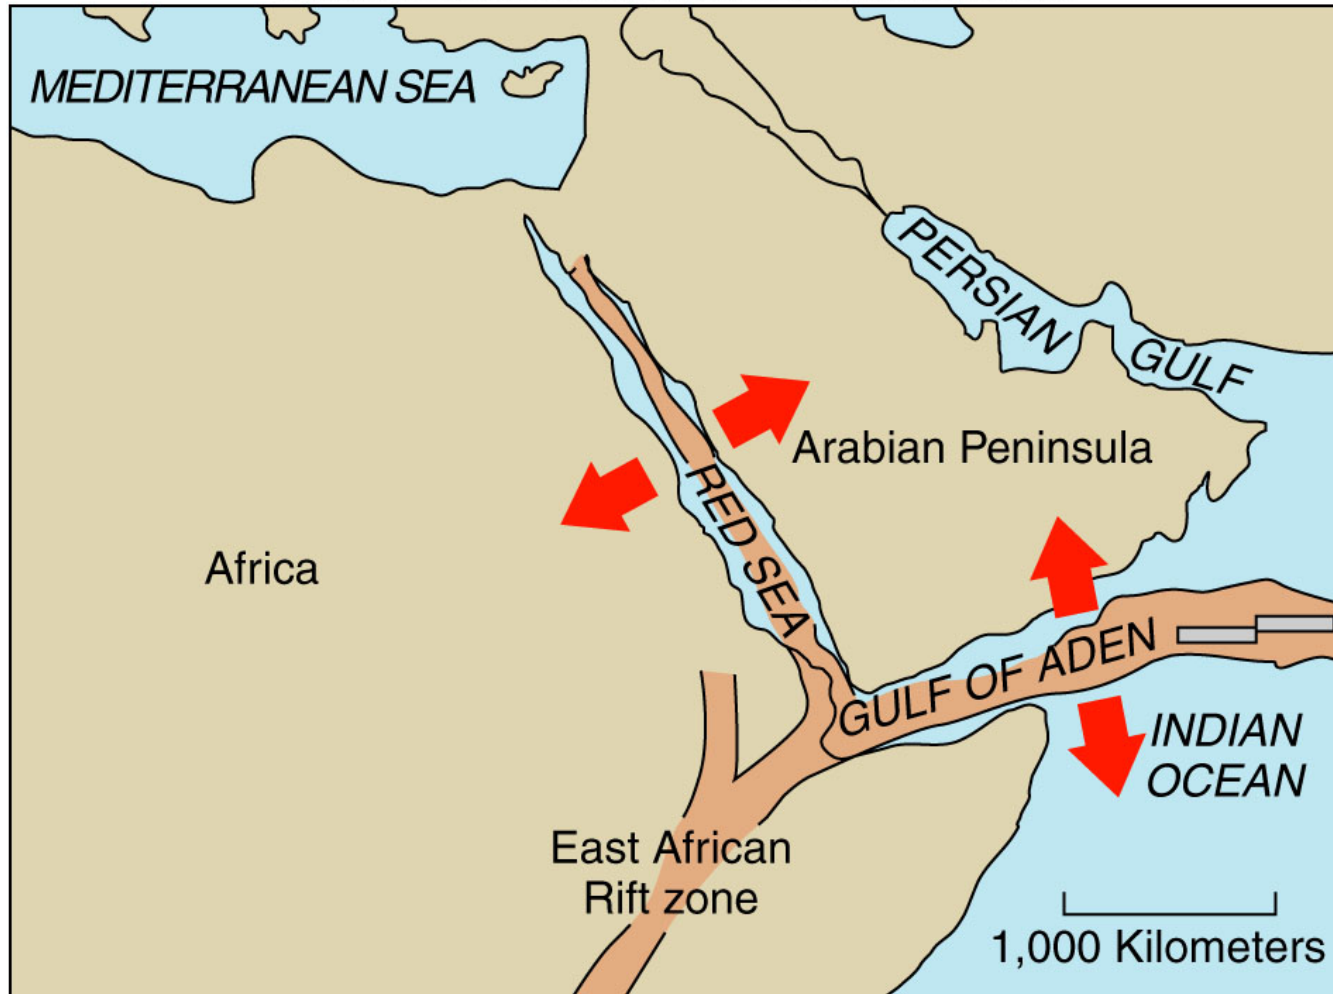 MEDITERRANEAN SEA
PERSIAN
GULF
Arabian Peninsula
RED SEA
Africa
GULF OF ADEN
INDIAN
OCEAN
East African
Rift zone
1,000 Kilometers